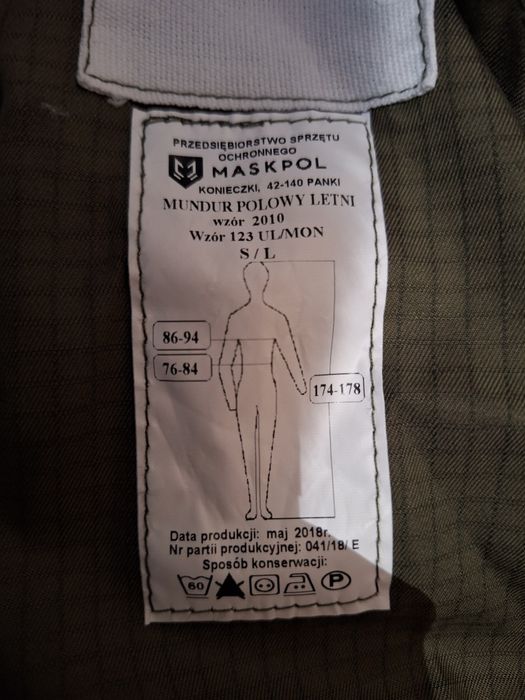 PRZEDSIĘBIORSTWO SPRZĘTU
OCHRONNEGO
MASKPOL
KONIECZKI, 42-140 PANKI
MUNDUR POLOWY LETNI
wzór 2010
Wzór 123 UL/MON
S / L
86-94
76-84
174-178
Data produkcji: maj 2018r.
Nr partii produkcyjnej: 041/18/ E
Sposób konserwacji:
60 P